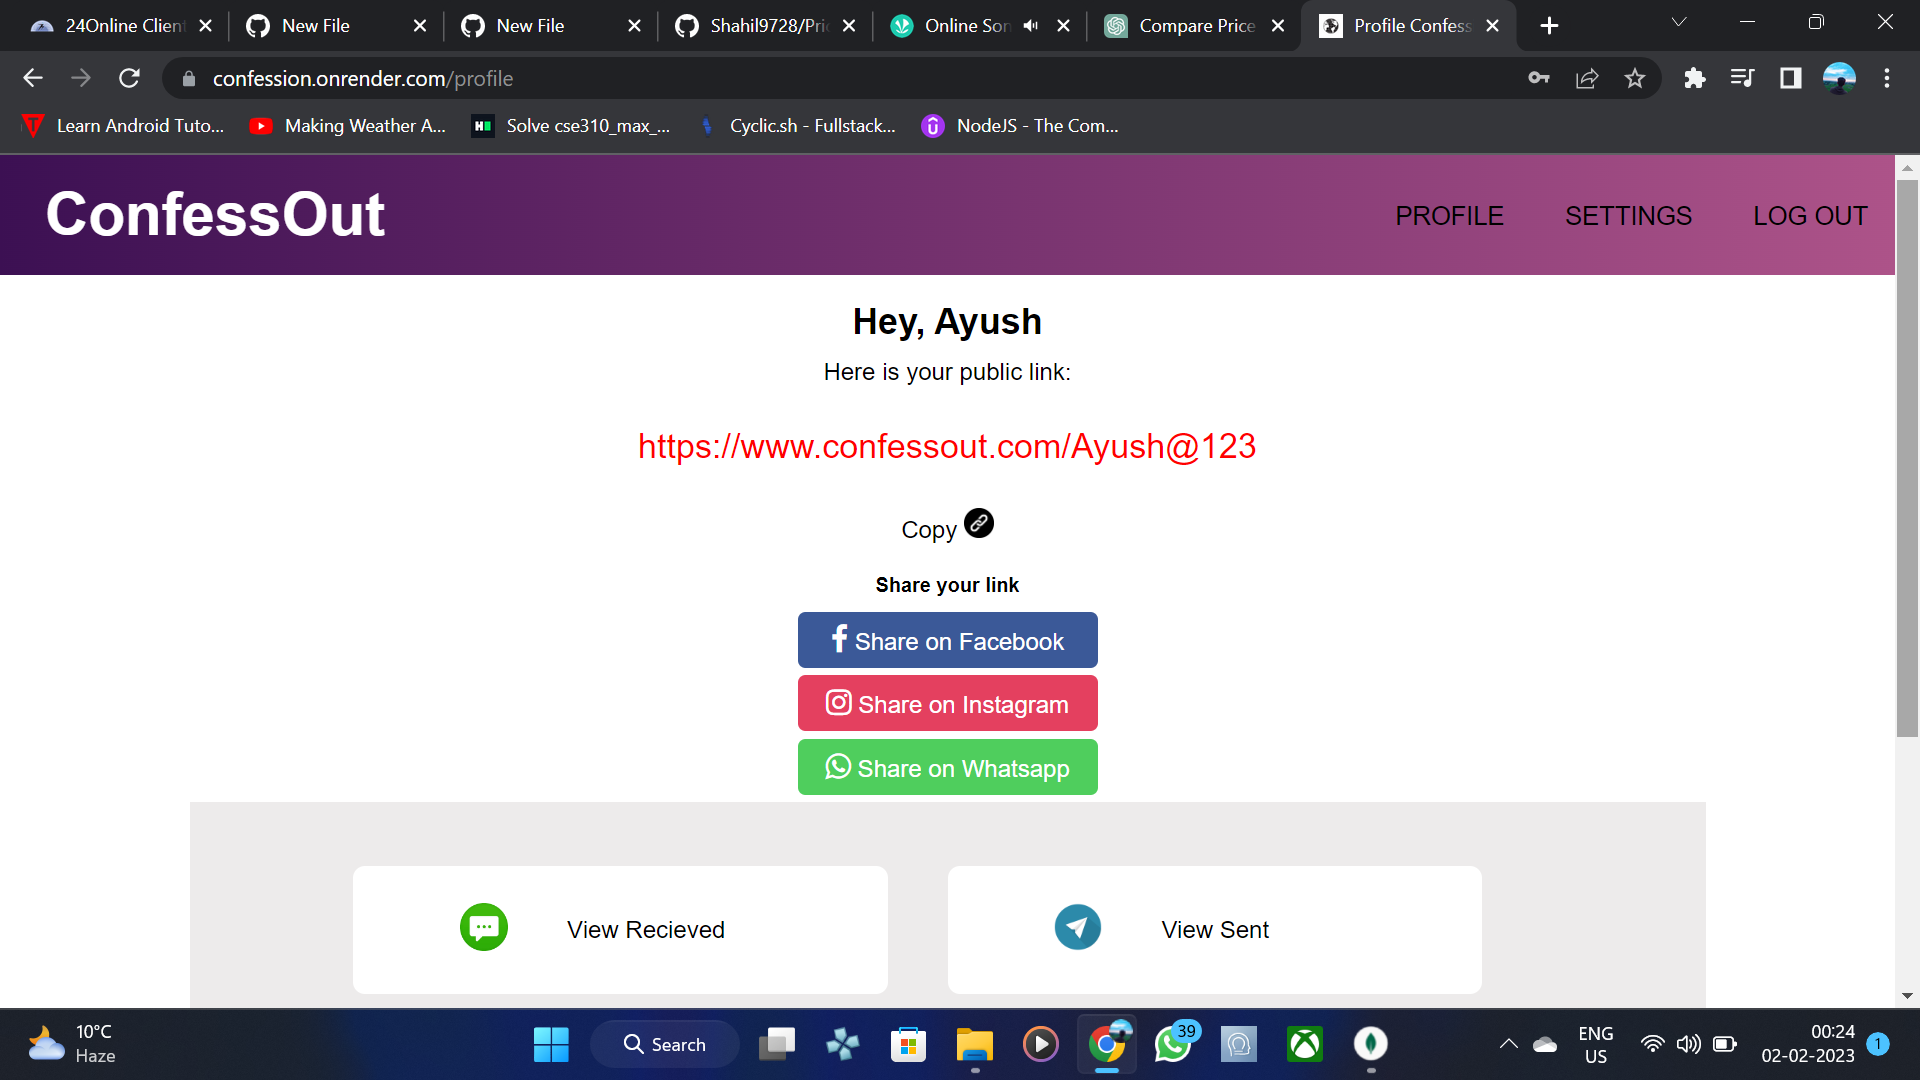 24Online Clien
New File
New File
Shahil9728/Pri
Online Son
Compare Price
Profile Confess
confession.onrender.com/profile
Learn Android Tuto...
Making Weather A...
Solve cse310_max_...
Cyclic.sh - Fullstack...
NodeJS - The Com...
ConfessOut
PROFILE
SETTINGS
LOG OUT
Hey, Ayush
Here is your public link:
https://www.confessout.com/Ayush@123
Copy
Share your link
Share on Facebook
Share on Instagram
Share on Whatsapp
View Recieved
View Sent
10°C
Haze
Search
39
ENG
US
00:24
02-02-2023
1